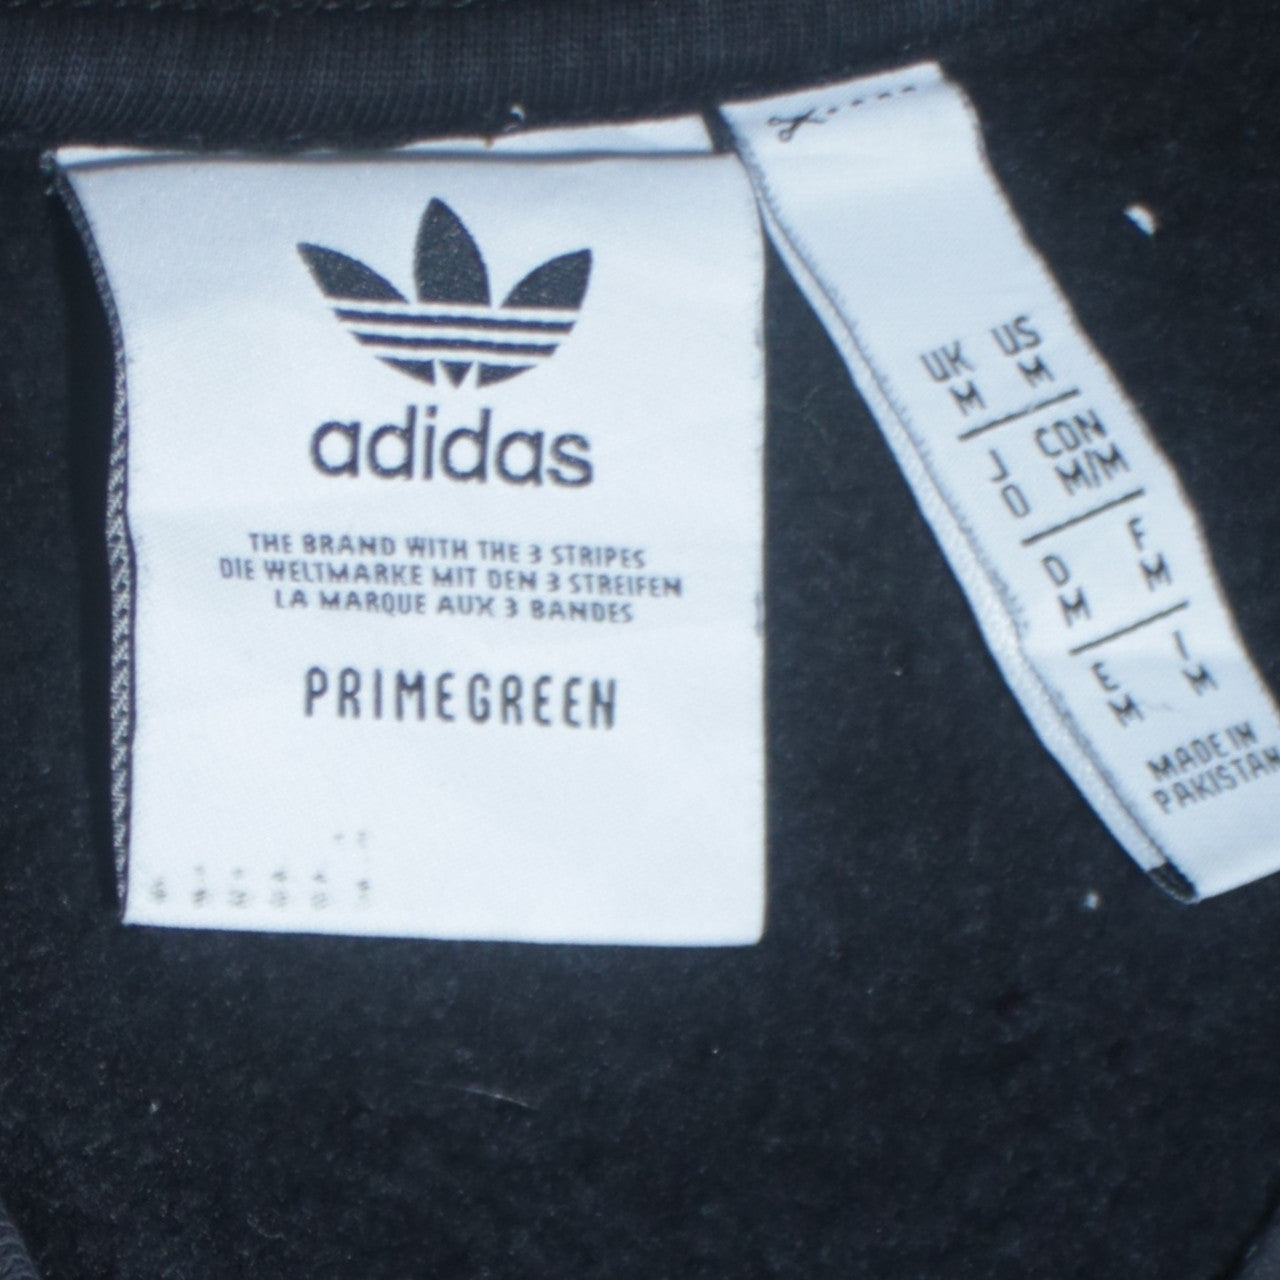 adidas
THE BRAND WITH THE 3 STRIPES
DIE WELTMARKE MIT DEN 3 STREIFEN
LA MARQUE AUX 3 BANDES
PRIMEGREEN
US
M
UK
M
CDN
M/M
J
O
F
M
D
M
I
M
E
M
MADE IN
PAKISTAN